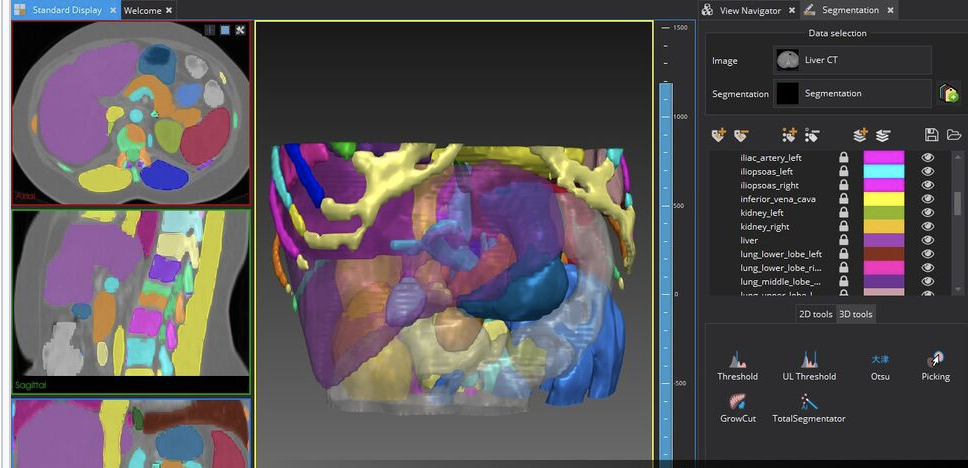 Standard Display
Welcome
View Navigator
Segmentation
Data selection
Image
Liver CT
Segmentation
Segmentation
iliac_artery_left
iliopsoas_left
iliopsoas_right
inferior_vena_cava
kidney_left
kidney_right
liver
lung_lower_lobe_left
lung_lower_lobe_ri...
lung_middle_lobe_...
2D tools
3D tools
Threshold
UL Threshold
大津
Otsu
Picking
GrowCut
TotalSegmentator
Axial
Sagittal
1500
1000
500
0
-500